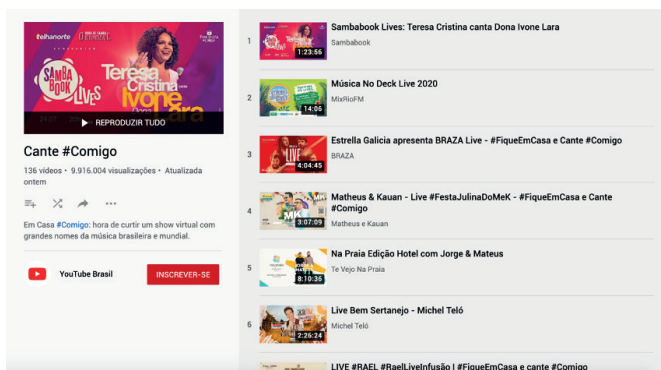 telhanorte
APRESENTAM
SAMBA
BOOK
LIVES
Teresa
Cristina
Ivone
Dona
Lara
REPRODUZIR TUDO
Cante #Comigo
136 vídeos • 9.916.004 visualizações • Atualizada
ontem
Em Casa #Comigo: hora de curtir um show virtual com
grandes nomes da música brasileira e mundial.
YouTube Brasil
INSCREVER-SE
1
1:23:56
Sambabook Lives: Teresa Cristina canta Dona Ivone Lara
Sambabook
2
14:06
Música No Deck Live 2020
MixRioFM
3
LIVE
4:04:45
Estrella Galicia apresenta BRAZA Live - #FiqueEmCasa e Cante #Comigo
BRAZA
4
MK
3:07:09
Matheus & Kauan - Live #FestaJulinaDoMeK - #FiqueEmCasa e Cante
#Comigo
Matheus e Kauan
5
8:10:36
Na Praia Edição Hotel com Jorge & Mateus
Te Vejo Na Praia
6
2:26:24
Live Bem Sertanejo - Michel Teló
Michel Teló
LIVE #RAEL #RaelLiveInfusão | #FiqueEmCasa e cante #Comigo